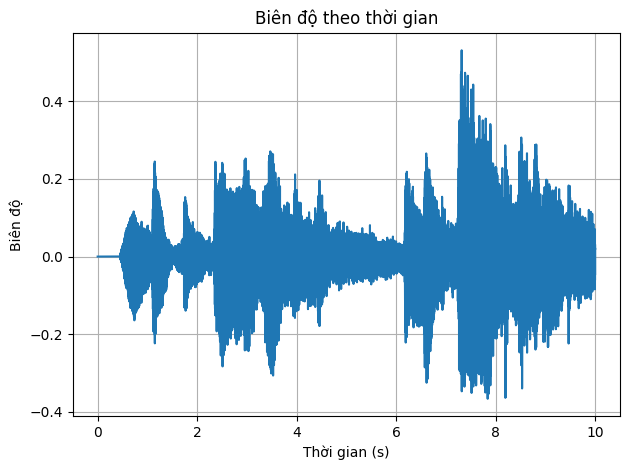 Biên độ theo thời gian
Biên độ
0.4
0.2
0.0
−0.2
−0.4
0 2 4 6 8 10
Thời gian (s)